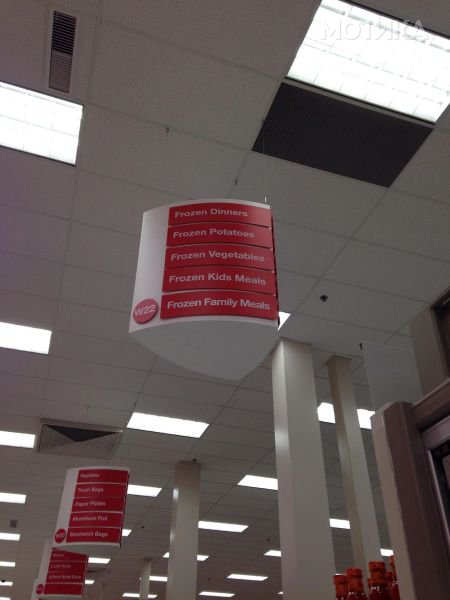 MOTИKA
Frozen Dinners
Frozen Potatoes
Frozen Vegetables
Frozen Kids Meals
Frozen Family Meals
W22
Napkins
Trash Bags
Paper Plates
Aluminum Foil
Sandwich Bags